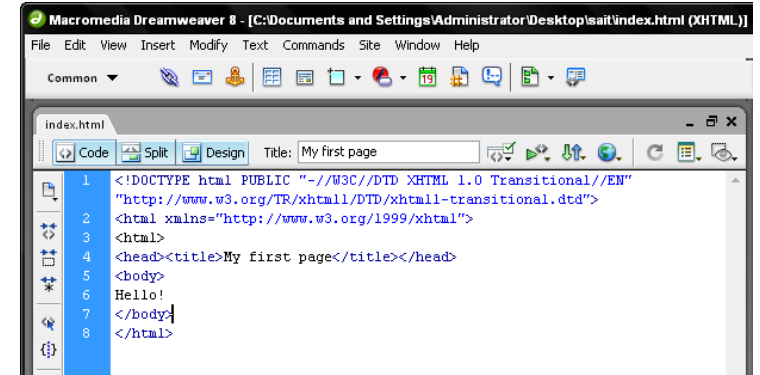 Macromedia Dreamweaver 8 - [C:\Documents and Settings\Administrator\Desktop\sait\index.html (XHTML)]
File Edit View Insert Modify Text Commands Site Window Help
Common
19
index.html
Code Split Design Title: My first page
1 <!DOCTYPE html PUBLIC "-//W3C//DTD XHTML 1.0 Transitional//EN"
"http://www.w3.org/TR/xhtml1/DTD/xhtml1-transitional.dtd">
2 <html xmlns="http://www.w3.org/1999/xhtml">
3 <html>
4 <head><title>My first page</title></head>
5 <body>
6 Hello!
7 </body>
8 </html>